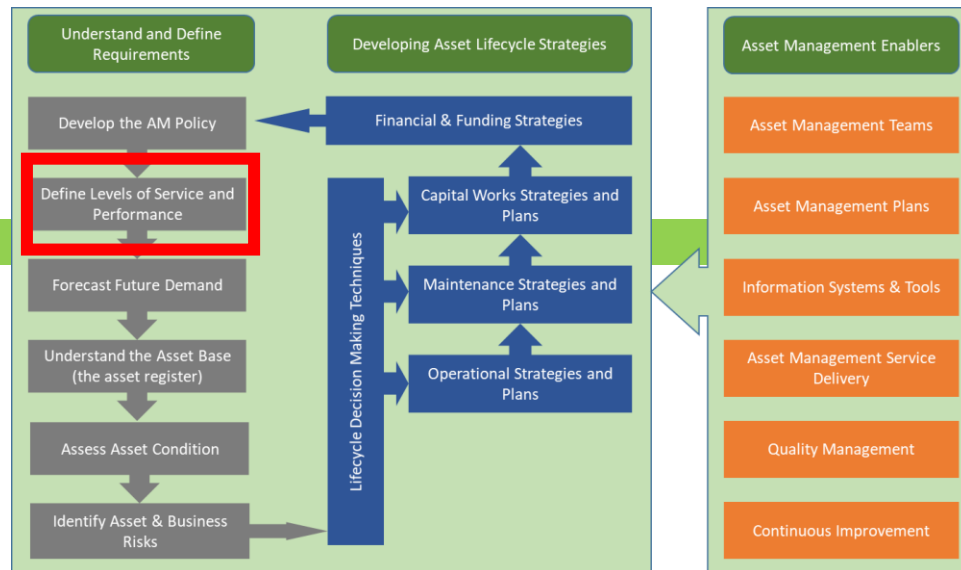 Understand and Define
Requirements
Developing Asset Lifecycle Strategies
Asset Management Enablers
Develop the AM Policy
Define Levels of Service and
Performance
Forecast Future Demand
Understand the Asset Base
(the asset register)
Assess Asset Condition
Identify Asset & Business
Risks
Lifecycle Decision Making Techniques
Financial & Funding Strategies
Capital Works Strategies and
Plans
Maintenance Strategies and
Plans
Operational Strategies and
Plans
Asset Management Teams
Asset Management Plans
Information Systems & Tools
Asset Management Service
Delivery
Quality Management
Continuous Improvement